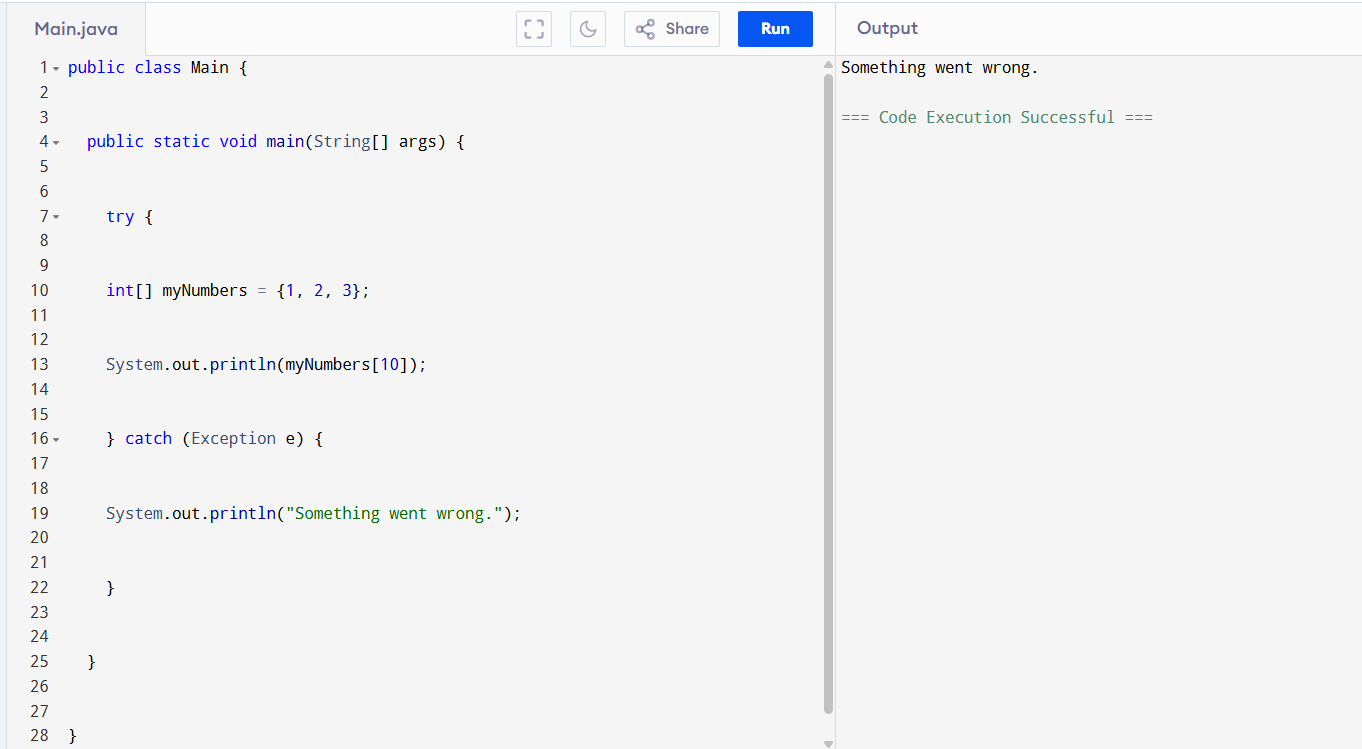 Main.java Share Run Output
1 public class Main {
2
3
4 public static void main(String[] args) {
5
6
7 try {
8
9
10 int[] myNumbers = {1, 2, 3};
11
12
13 System.out.println(myNumbers[10]);
14
15
16 } catch (Exception e) {
17
18
19 System.out.println("Something went wrong.");
20
21
22 }
23
24
25 }
26
27
28 }
Something went wrong.
=== Code Execution Successful ===